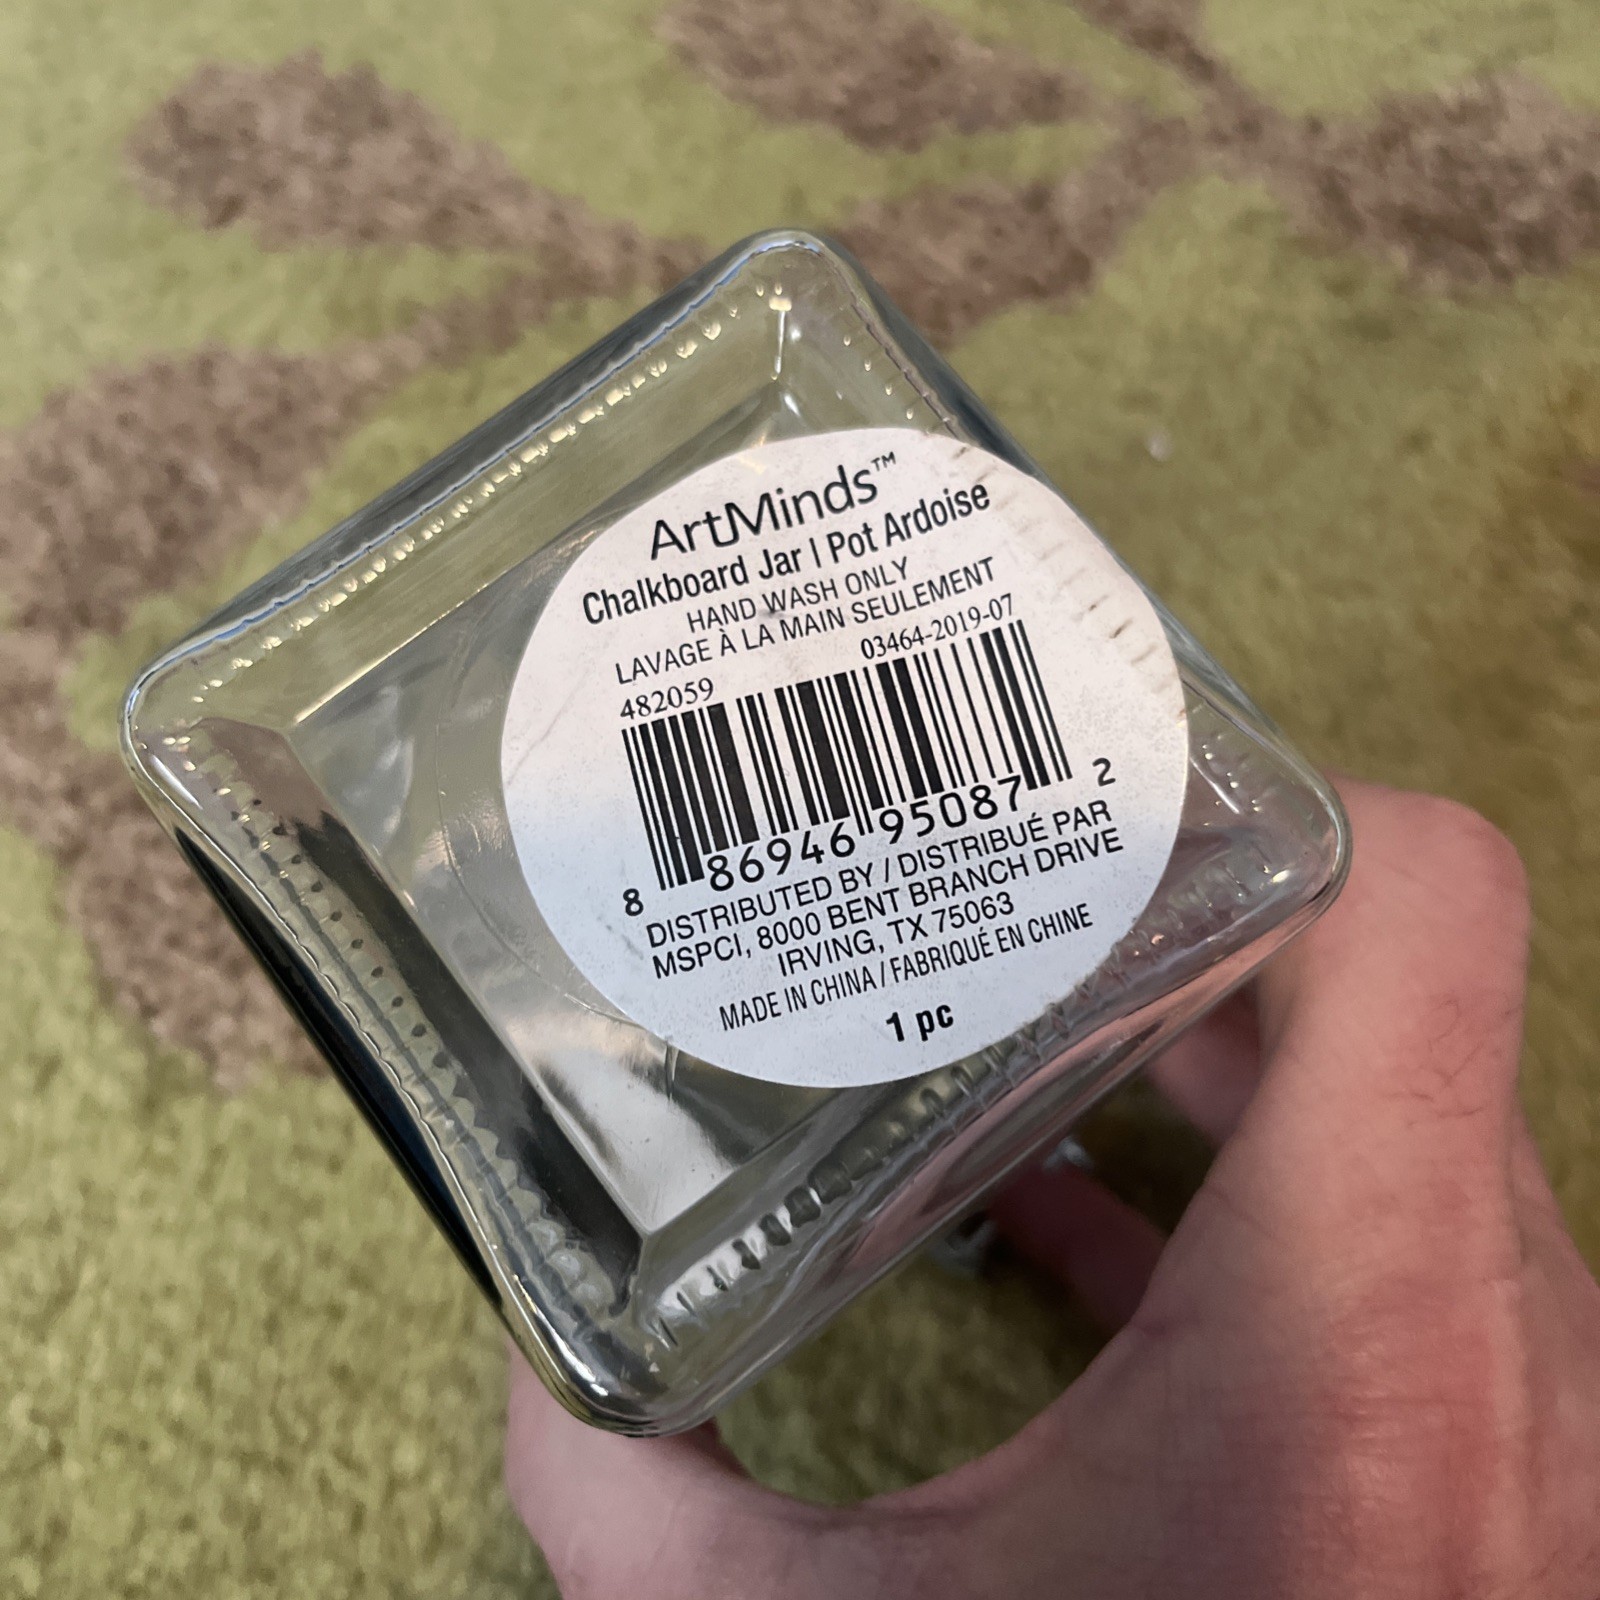 ArtMinds™
Chalkboard Jar | Pot Ardoise
HAND WASH ONLY
LAVAGE À LA MAIN SEULEMENT
482059 03464-2019-07
8 86946 95087 2
DISTRIBUTED BY / DISTRIBUÉ PAR
MSPCI, 8000 BENT BRANCH DRIVE
IRVING, TX 75063
MADE IN CHINA / FABRIQUÉ EN CHINE
1 pc